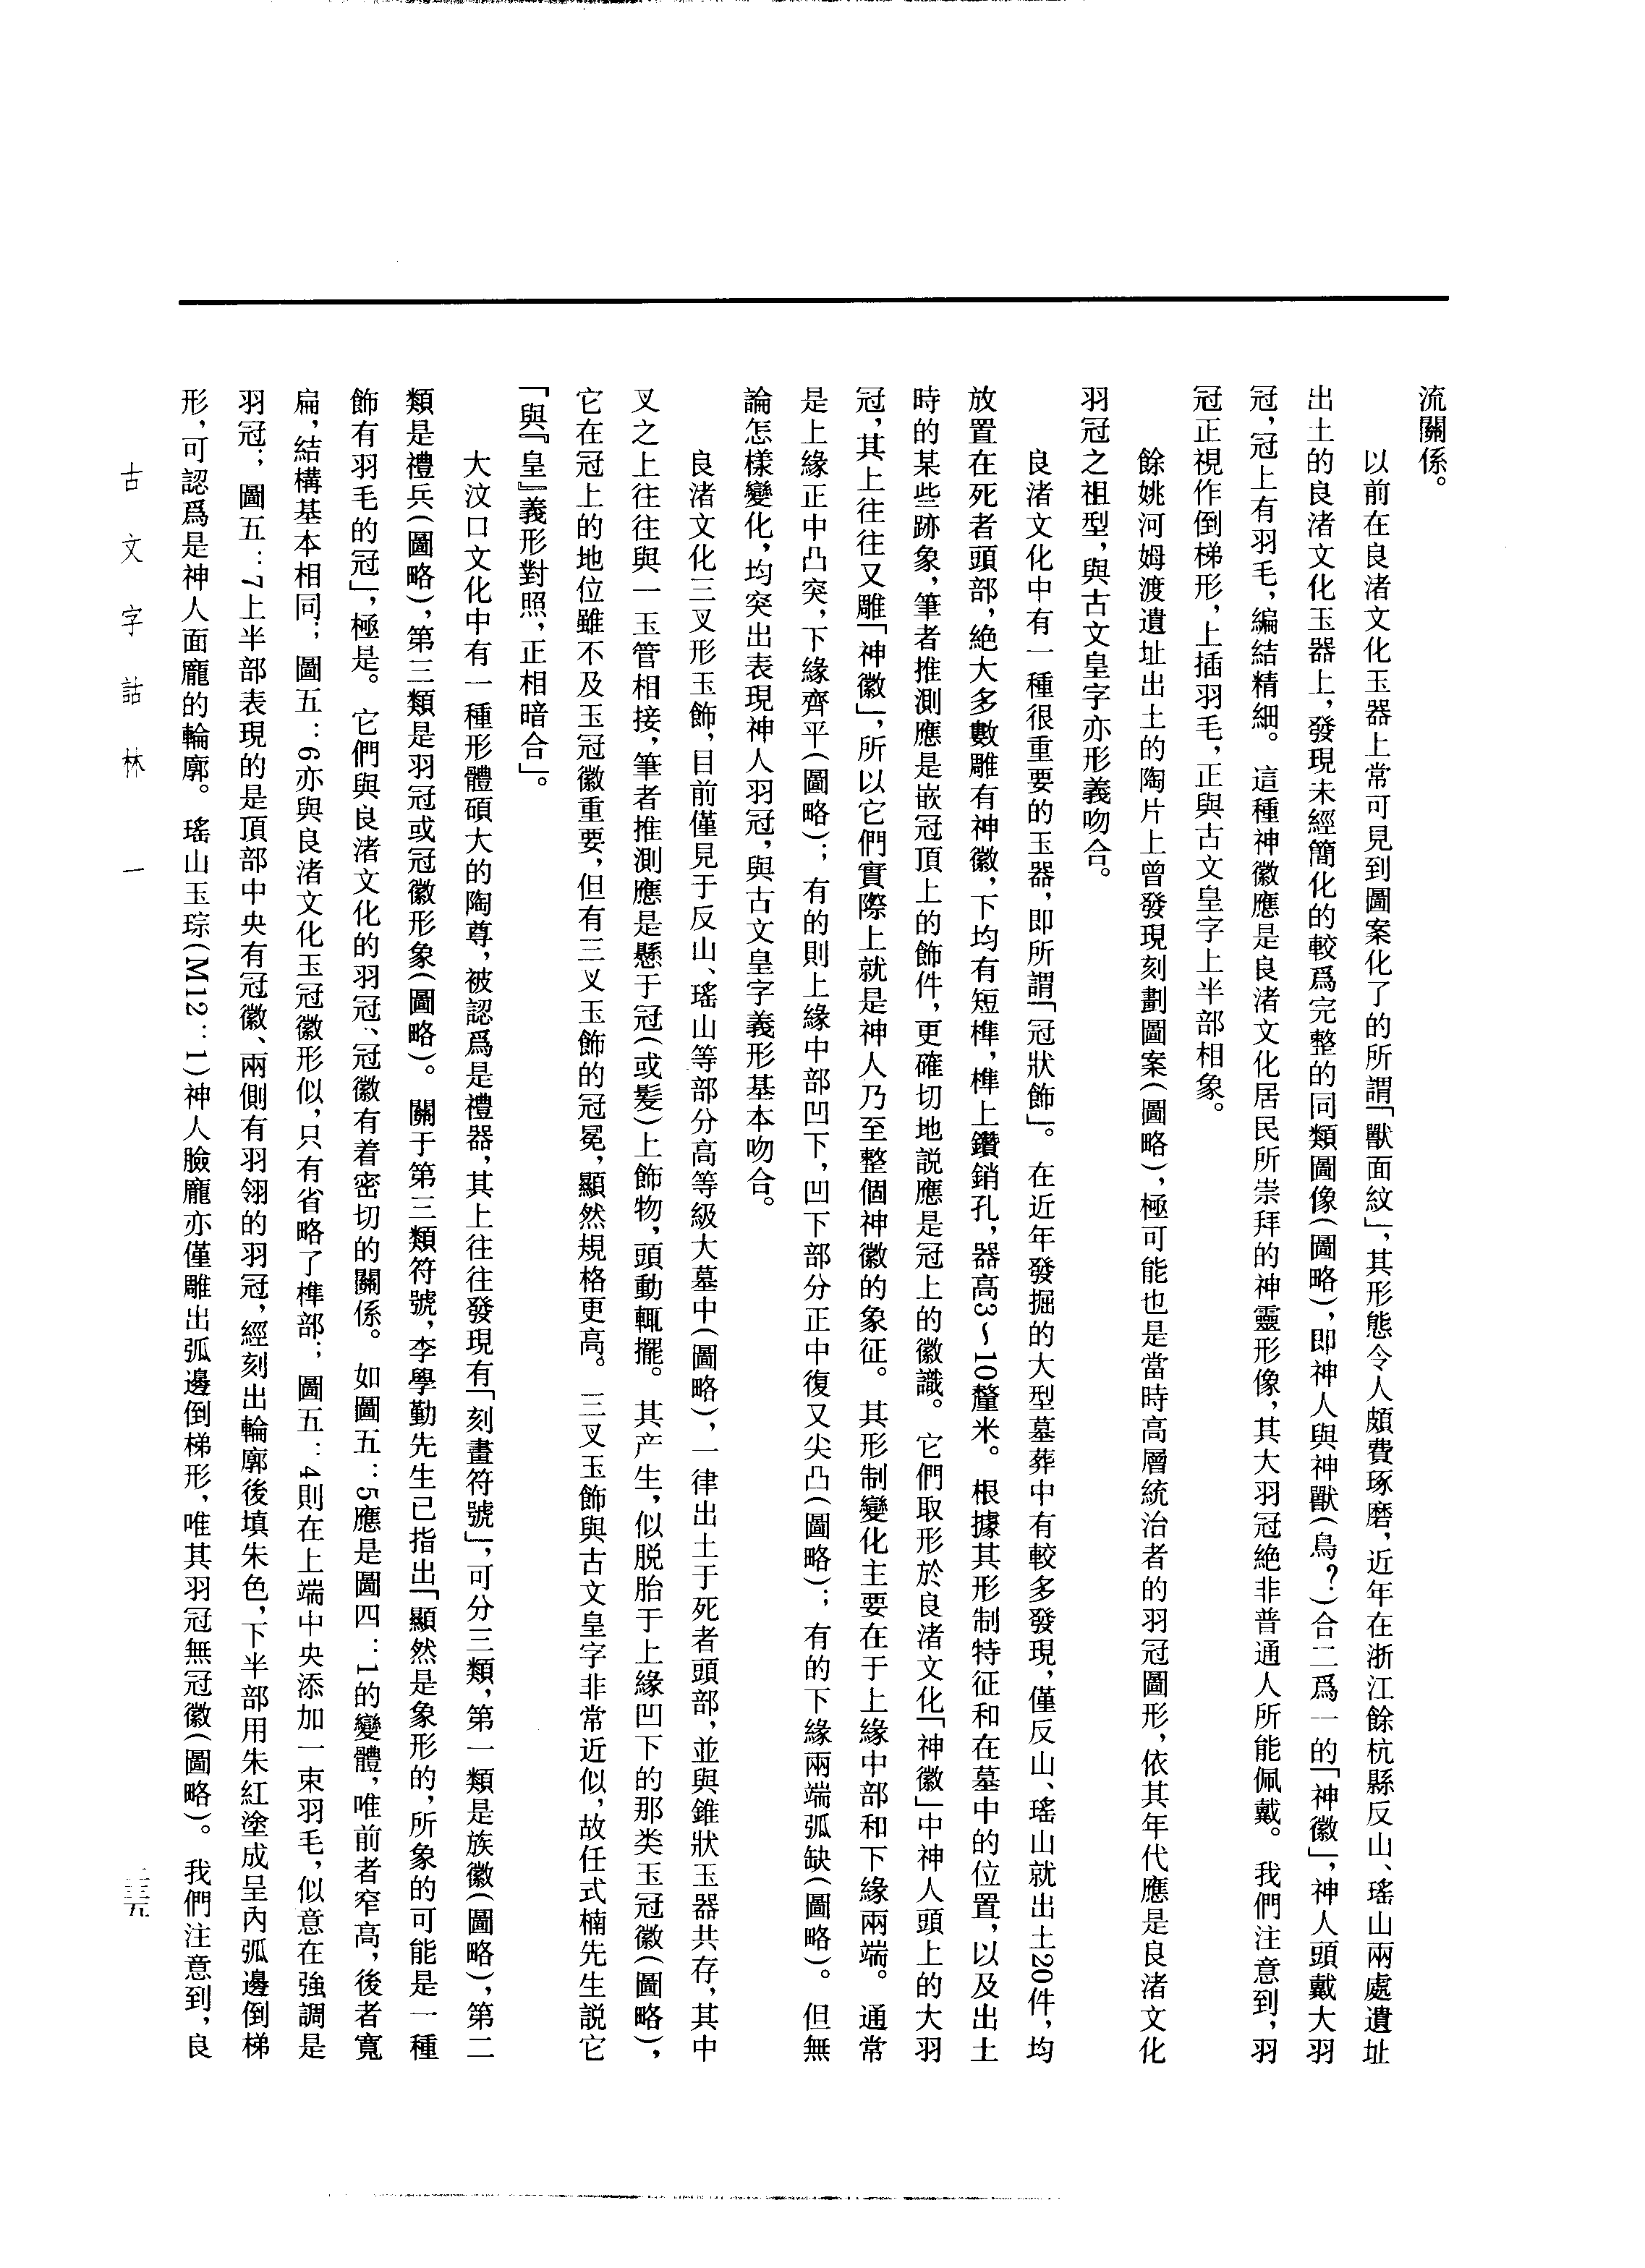 流關係。
以前在良渚文化玉器上常可見到圖案化了的所謂「獸面紋」，其形態令人頗費琢磨，近年在浙江餘杭縣反山、瑤山兩處遺址
出土的良渚文化玉器上，發現未經簡化的較爲完整的同類圖像（圖略），即神人與神獸（鳥？）合二爲一的「神徽」，神人頭戴大羽
冠，冠上有羽毛，編結精細。這種神徽應是良渚文化居民所崇拜的神靈形像，其大羽冠絶非普通人所能佩戴。我們注意到，羽
冠正視作倒梯形，上插羽毛，正與古文皇字上半部相象。
餘姚河姆渡遺址出土的陶片上曾發現刻劃圖案（圖略），極可能也是當時高層統治者的羽冠圖形，依其年代應是良渚文化
羽冠之祖型，與古文皇字亦形義吻合。
良渚文化中有一種很重要的玉器，即所謂「冠狀飾」。在近年發掘的大型墓葬中有較多發現，僅反山、瑤山就出土20件，均
放置在死者頭部，絶大多數雕有神徽，下均有短榫，榫上鑽銷孔，器高3～10釐米。根據其形制特征和在墓中的位置，以及出土
時的某些跡象，筆者推測應是嵌冠頂上的飾件，更確切地説應是冠上的徽識。它們取形於良渚文化「神徽」中神人頭上的大羽
冠，其上往往又雕「神徽」，所以它們實際上就是神人乃至整個神徽的象征。其形制變化主要在于上緣中部和下緣兩端。通常
是上緣正中凸突，下緣齊平（圖略）；有的則上緣中部凹下，凹下部分正中復又尖凸（圖略）；有的下緣兩端弧缺（圖略）。但無
論怎樣變化，均突出表現神人羽冠，與古文皇字義形基本吻合。
良渚文化三叉形玉飾，目前僅見于反山、瑤山等部分高等級大墓中（圖略），一律出土于死者頭部，並與錐狀玉器共存，其中
叉之上往往與一玉管相接，筆者推測應是懸于冠（或髮）上飾物，頭動輒擺。其产生，似脱胎于上緣凹下的那类玉冠徽（圖略），
它在冠上的地位雖不及玉冠徽重要，但有三叉玉飾的冠冕，顯然規格更高。三叉玉飾與古文皇字非常近似，故任式楠先生説它
「與『皇』義形對照，正相暗合」。
大汶口文化中有一種形體碩大的陶尊，被認爲是禮器，其上往往發現有「刻畫符號」，可分三類，第一類是族徽（圖略），第二
類是禮兵（圖略），第三類是羽冠或冠徽形象（圖略）。關于第三類符號，李學勤先生已指出「顯然是象形的，所象的可能是一種
飾有羽毛的冠」，極是。它們與良渚文化的羽冠、冠徽有着密切的關係。如圖五：5應是圖四：1的變體，唯前者窄高，後者寬
扁，結構基本相同；圖五：6亦與良渚文化玉冠徽形似，只有省略了榫部；圖五：4則在上端中央添加一束羽毛，似意在強調是
羽冠；圖五：7上半部表現的是頂部中央有冠徽、兩側有羽翎的羽冠，經刻出輪廓後填朱色，下半部用朱紅塗成呈内弧邊倒梯
形，可認爲是神人面龐的輪廓。瑤山玉琮（M12：1）神人臉龐亦僅雕出弧邊倒梯形，唯其羽冠無冠徽（圖略）。我們注意到，良
古文字詁林 一